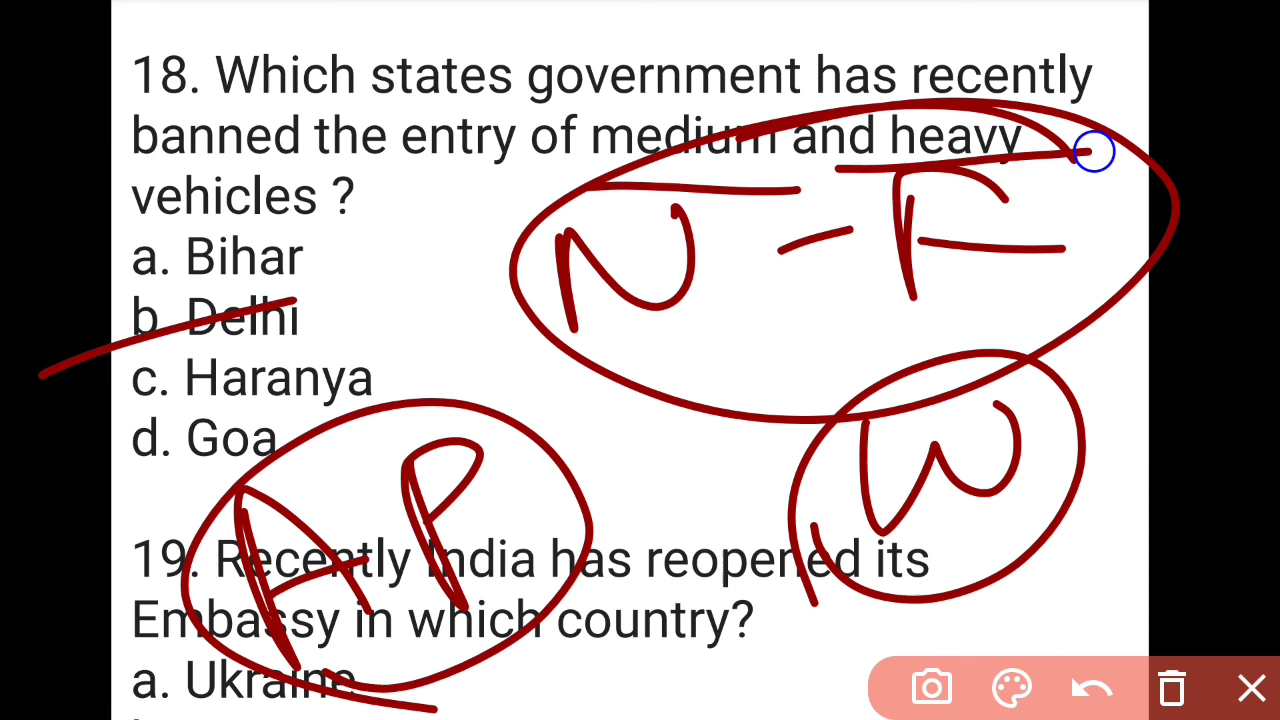 18. Which states government has recently
banned the entry of medium and heavy
vehicles ?
a. Bihar
b. Delhi
c. Haranya
d. Goa
N - F
W
AP
19. Recently India has reopened its
Embassy in which country?
a. Ukraine